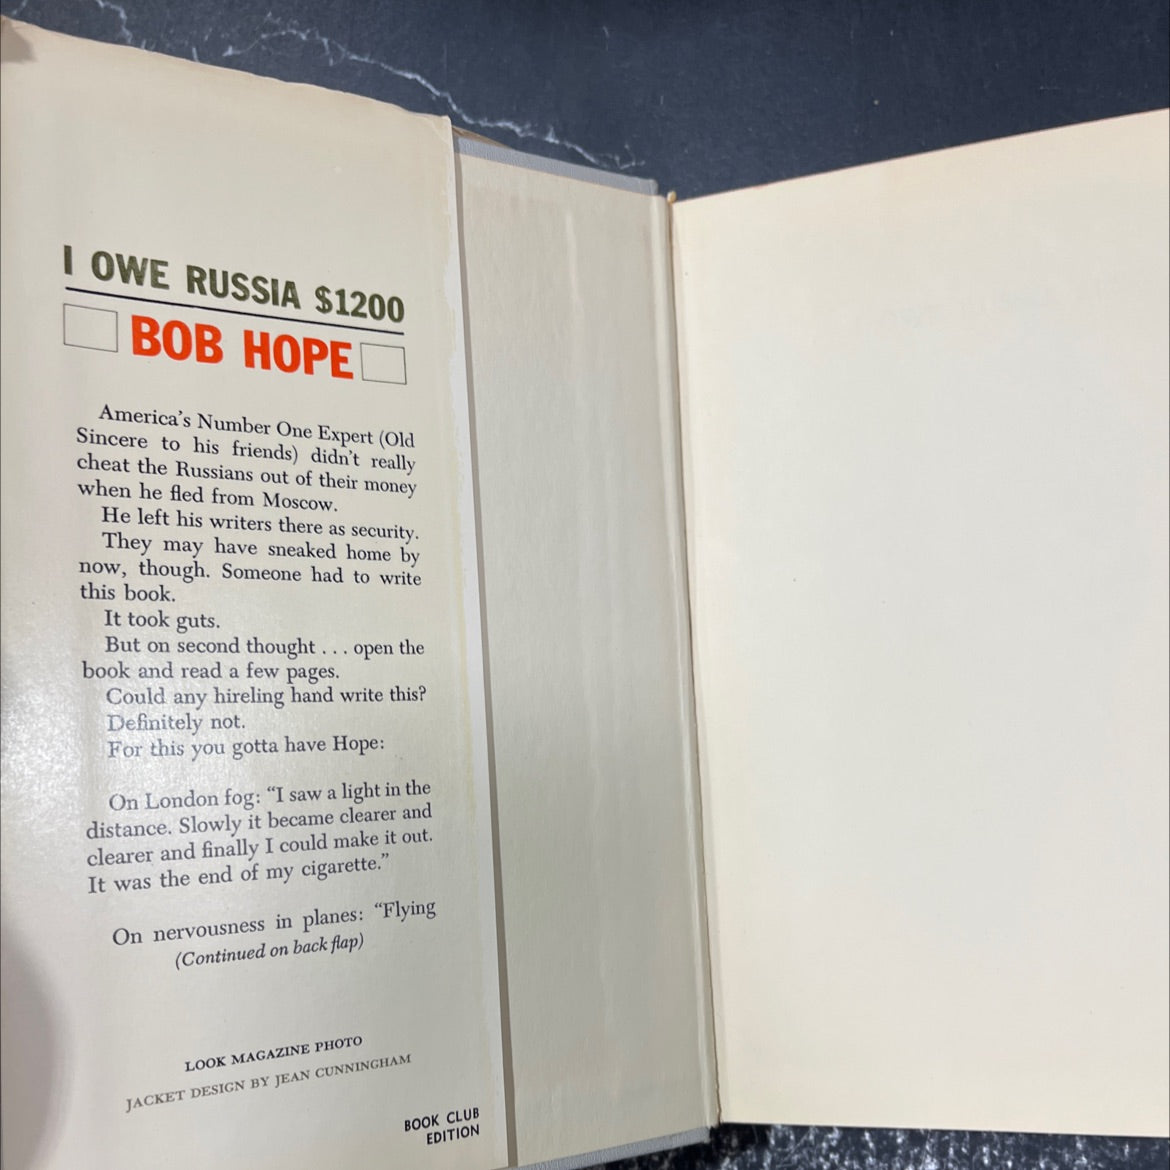 I OWE RUSSIA $1200
BOB HOPE
America's Number One Expert (Old
Sincere to his friends) didn't really
cheat the Russians out of their money
when he fled from Moscow.
He left his writers there as security.
They may have sneaked home by
now, though. Someone had to write
this book.
It took guts.
But on second thought . . . open the
book and read a few pages.
Could any hireling hand write this?
Definitely not.
For this you gotta have Hope:
On London fog: “I saw a light in the
distance. Slowly it became clearer and
clearer and finally I could make it out.
It was the end of my cigarette.”
On nervousness in planes: “Flying
(Continued on back flap)
LOOK MAGAZINE PHOTO
JACKET DESIGN BY JEAN CUNNINGHAM
BOOK CLUB
EDITION